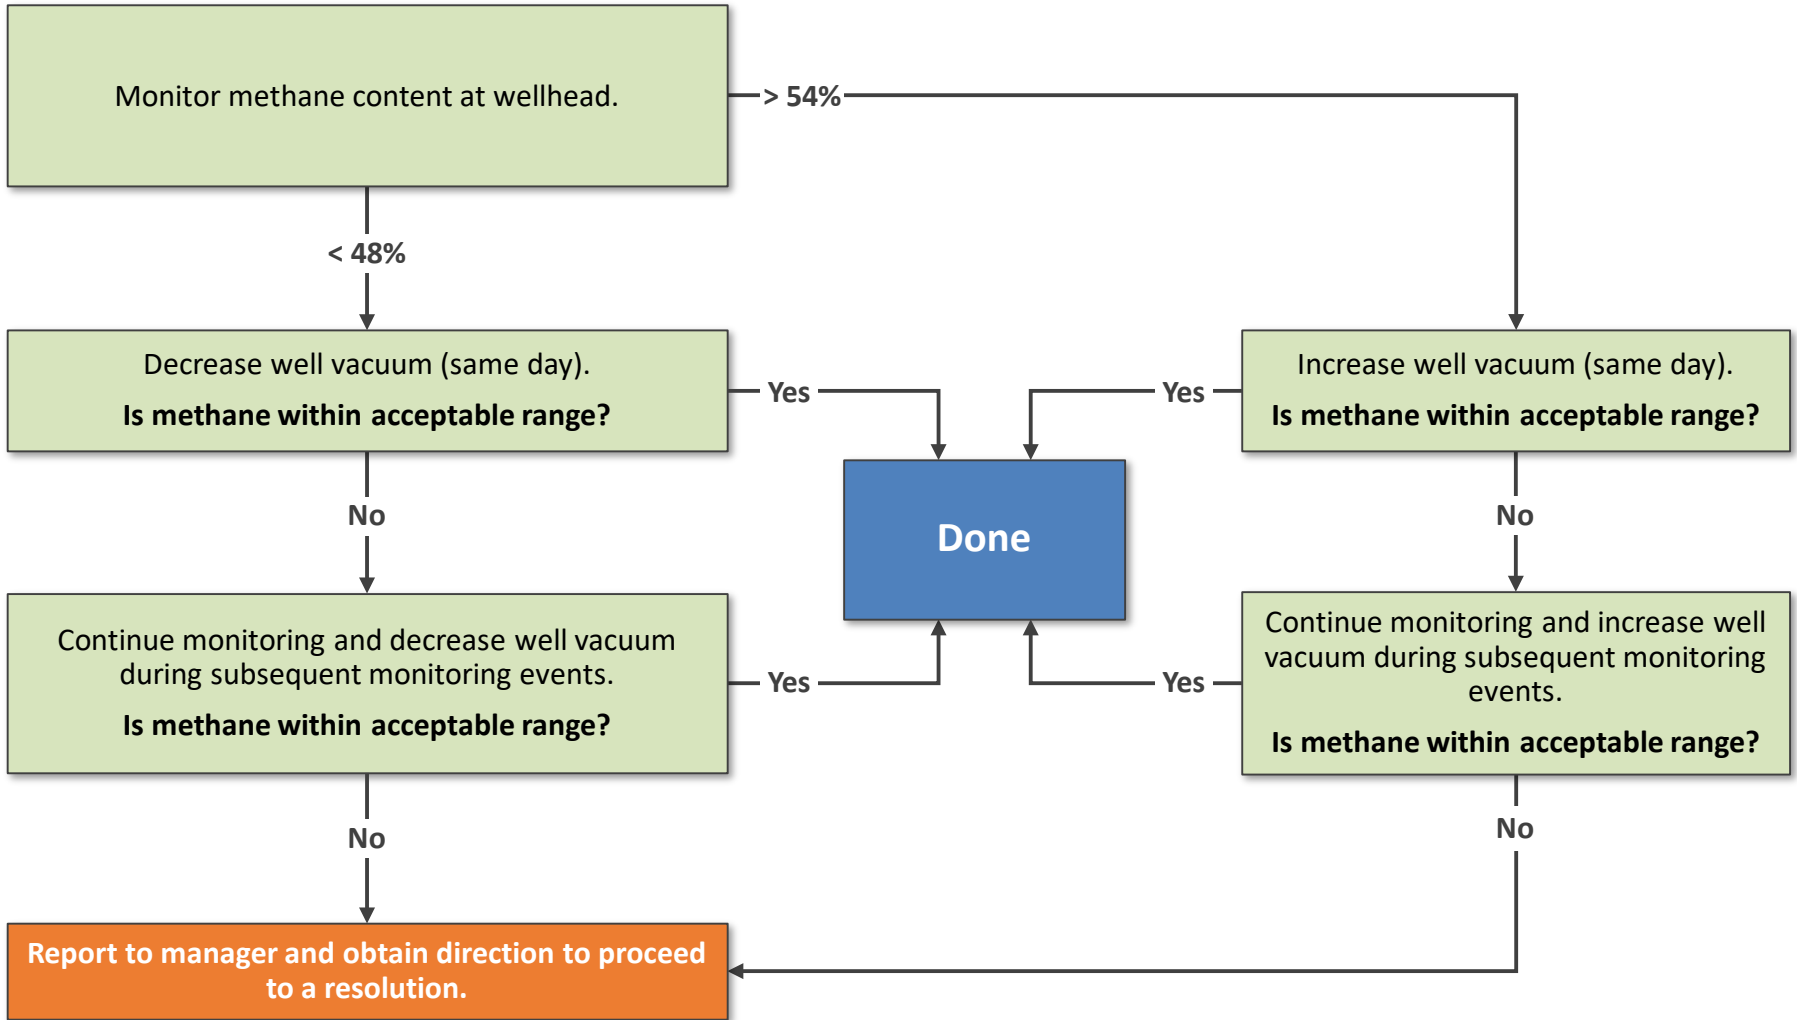 Monitor methane content at wellhead.
> 54%
< 48%
Decrease well vacuum (same day).
Is methane within acceptable range?
Yes
Yes
Increase well vacuum (same day).
Is methane within acceptable range?
No
Done
No
Continue monitoring and decrease well vacuum
during subsequent monitoring events.
Is methane within acceptable range?
Yes
Yes
Continue monitoring and increase well
vacuum during subsequent monitoring
events.
Is methane within acceptable range?
No
No
Report to manager and obtain direction to proceed
to a resolution.